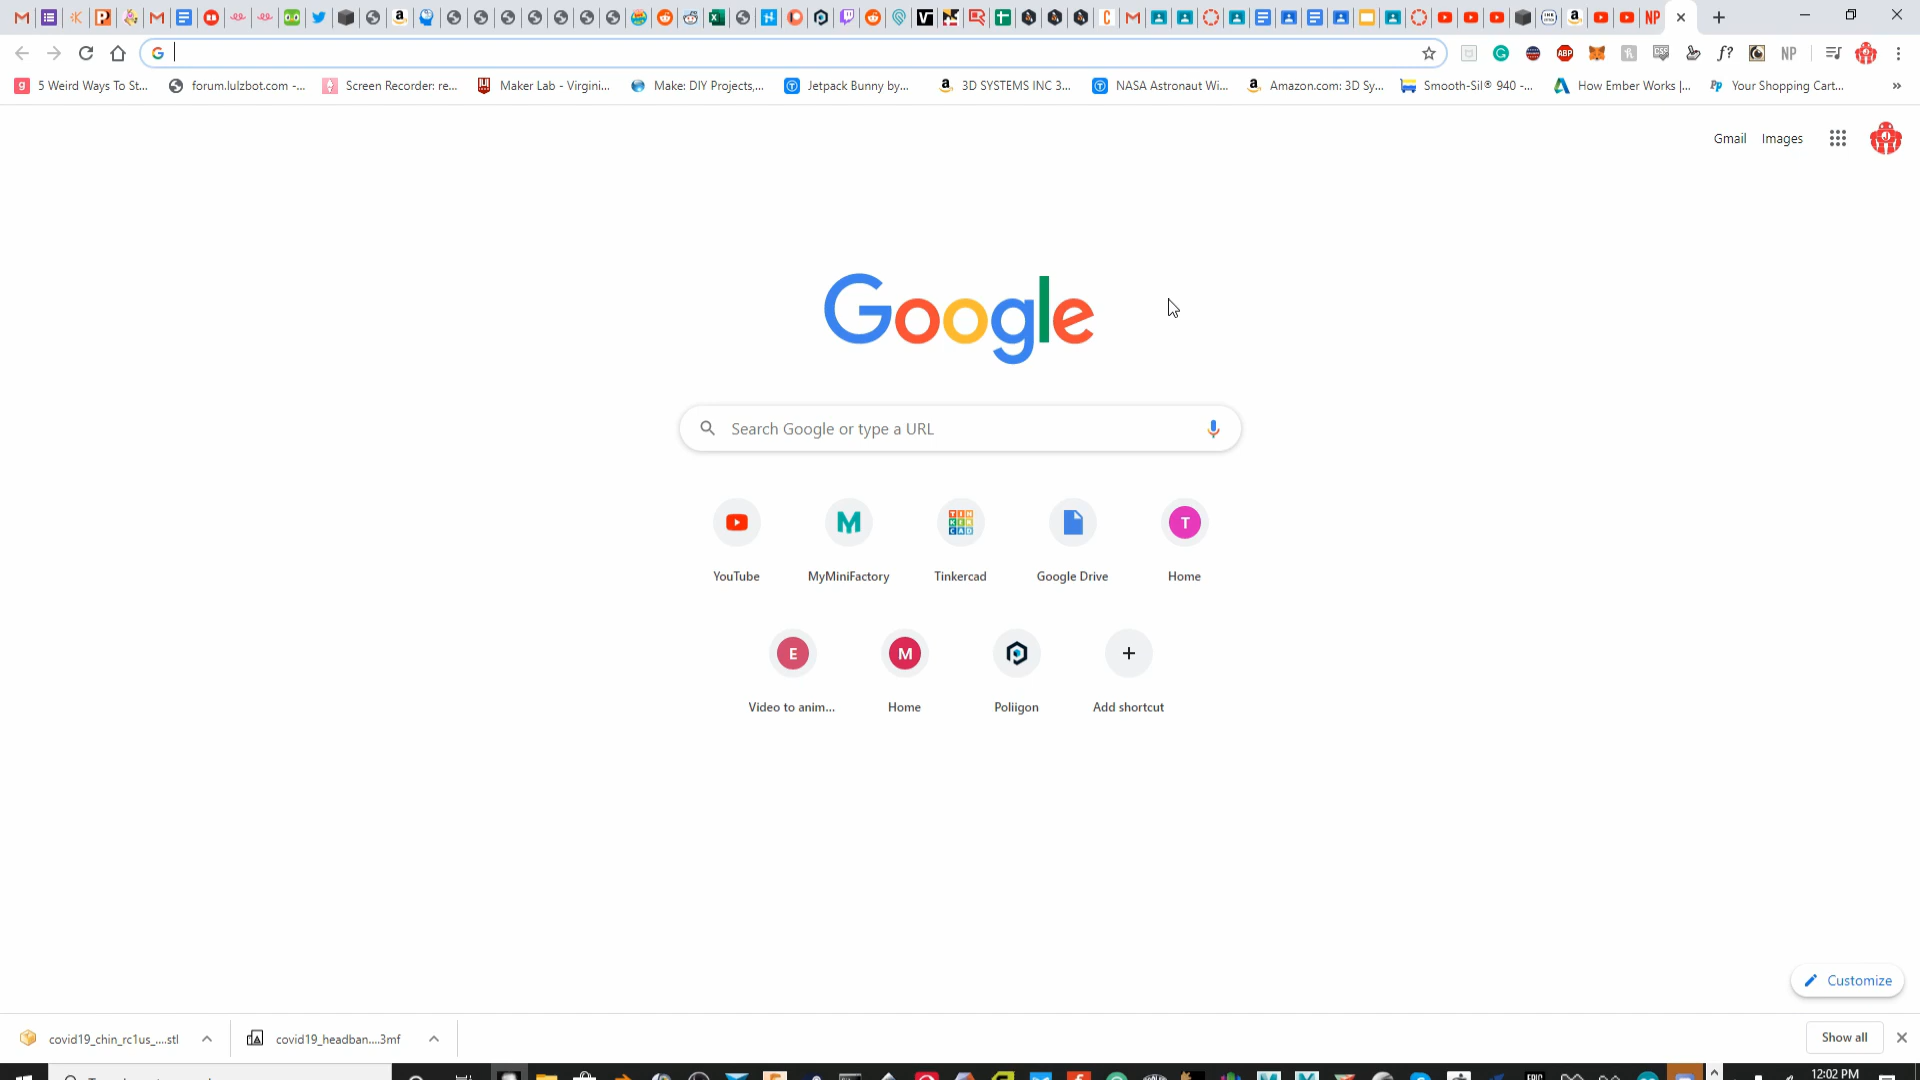 5 Weird Ways To St... forum.lulzbot.com -... Screen Recorder: re... Maker Lab - Virgini... Make: DIY Projects,... Jetpack Bunny by... 3D SYSTEMS INC 3... NASA Astronaut Wi... Amazon.com: 3D Sy... Smooth-Sil® 940 -... How Ember Works |... Your Shopping Cart... »
Gmail Images
Google
Search Google or type a URL
YouTube MyMiniFactory Tinkercad Google Drive Home
Video to anim... Home Poliigon Add shortcut
Customize
covid19_chin_rc1us_....stl covid19_headban....3mf Show all
12:02 PM